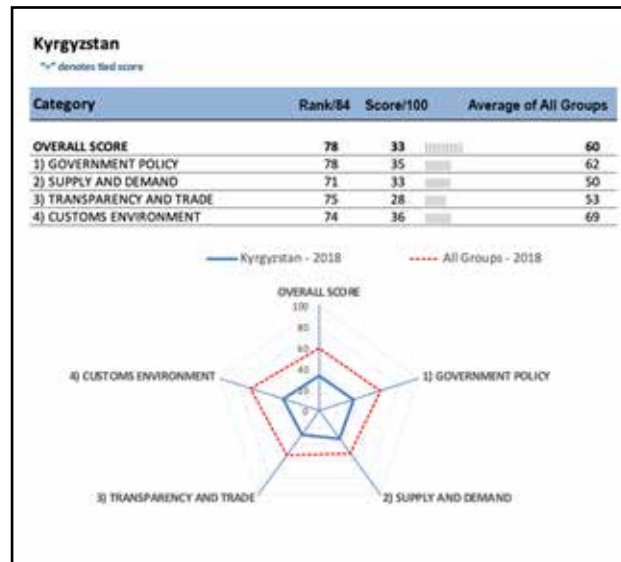 Kyrgyzstan
"=" denotes tied score
Category Rank/84 Score/100 Average of All Groups
OVERALL SCORE 78 33 60
1) GOVERNMENT POLICY 78 35 62
2) SUPPLY AND DEMAND 71 33 50
3) TRANSPARENCY AND TRADE 75 28 53
4) CUSTOMS ENVIRONMENT 74 36 69
Kyrgyzstan - 2018 All Groups - 2018
OVERALL SCORE
100
80
60
40
20
0
4) CUSTOMS ENVIRONMENT 1) GOVERNMENT POLICY
3) TRANSPARENCY AND TRADE 2) SUPPLY AND DEMAND